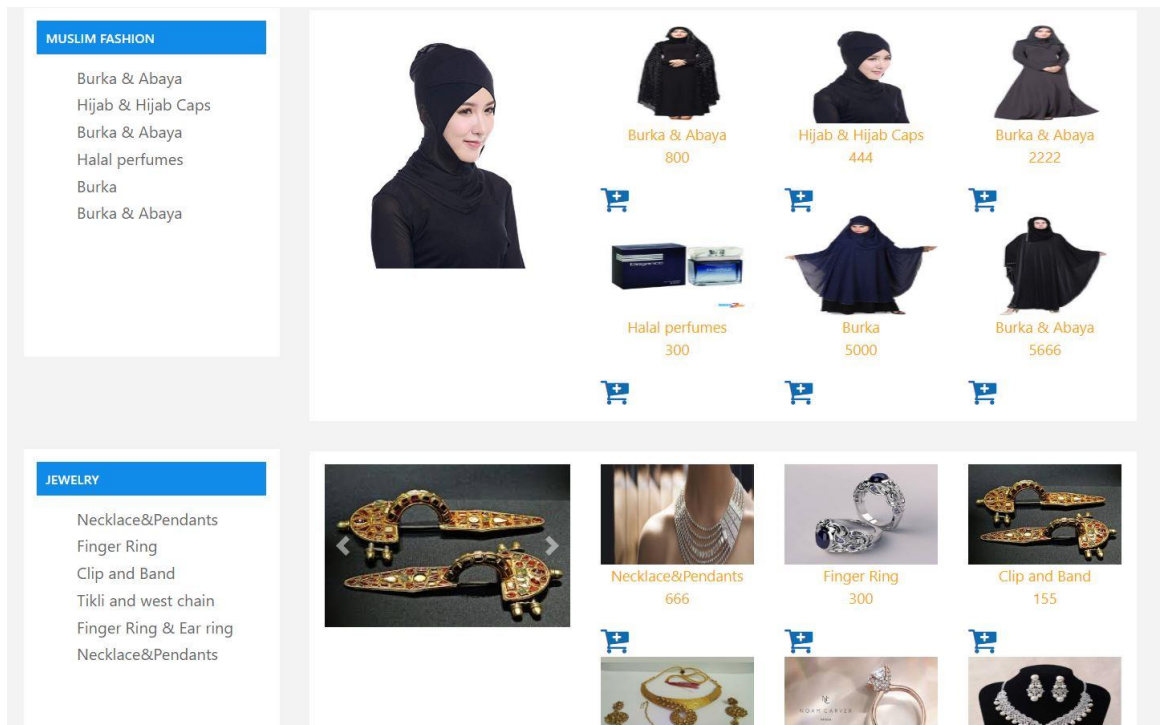 MUSLIM FASHION
Burka & Abaya
Hijab & Hijab Caps
Burka & Abaya
Halal perfumes
Burka
Burka & Abaya
Burka & Abaya
800
Hijab & Hijab Caps
444
Burka & Abaya
2222
Halal perfumes
300
Burka
5000
Burka & Abaya
5666
JEWELRY
Necklace&Pendants
Finger Ring
Clip and Band
Tikli and west chain
Finger Ring & Ear ring
Necklace&Pendants
Necklace&Pendants
666
Finger Ring
300
Clip and Band
155
NOAM CARVER